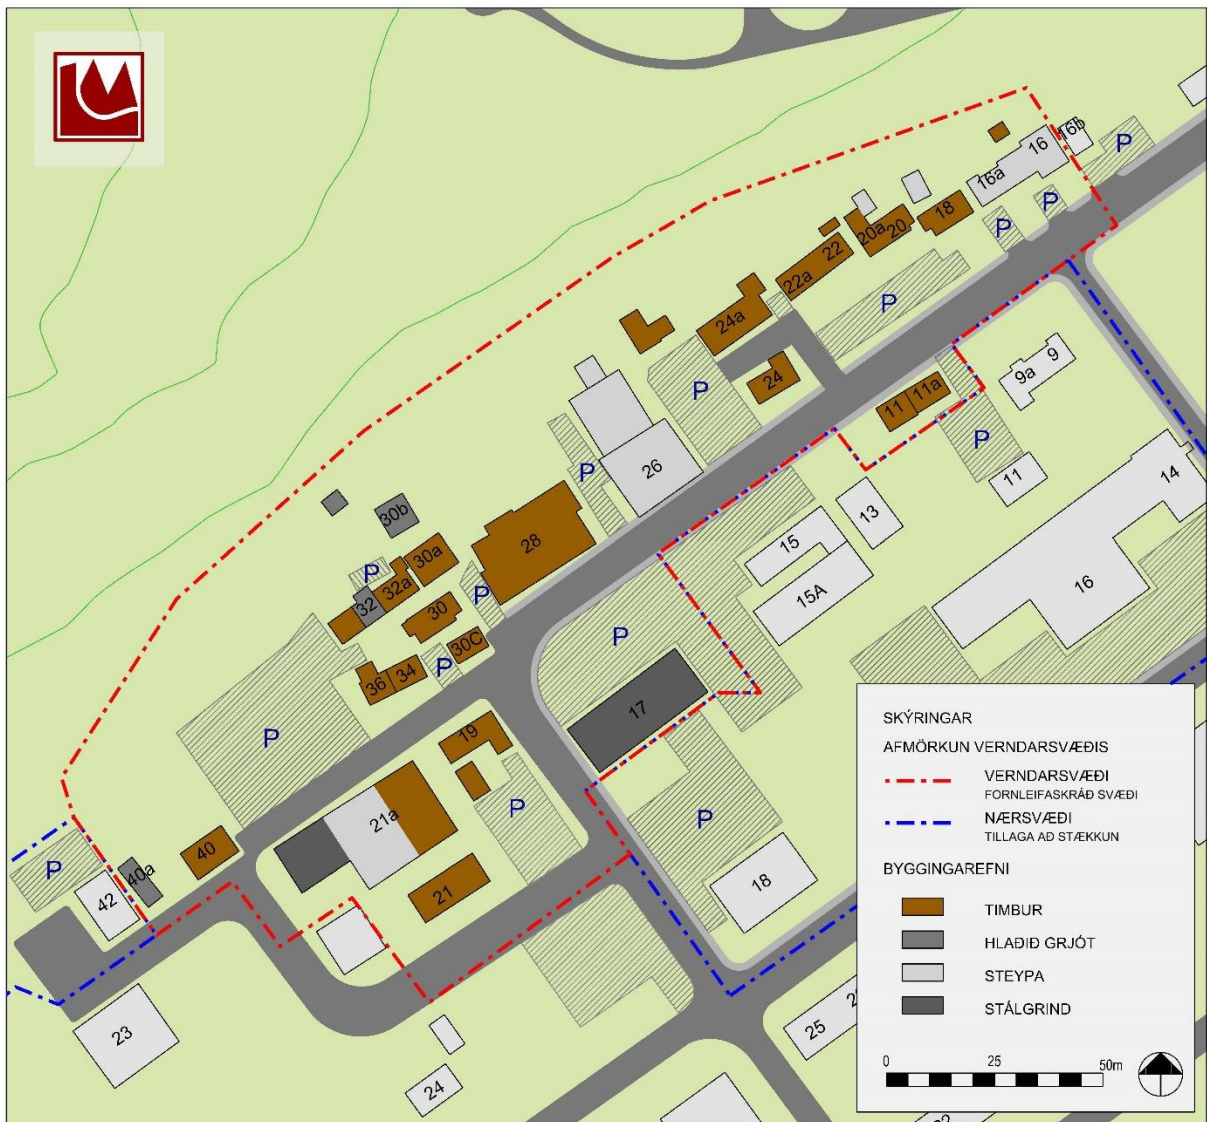 16b
16
P
16a
P
P
18
20
20a
22
22a
P
24a
9
9a
24
P
11a
11
P
26
P
14
11
13
30b
28
15
30a
P
32a
16
32
P
15A
30
P
30C
P
34
36
17
19
P
P
21a
P
P
40
40a
P
42
21
18
23
25
24
SKÝRINGAR
AFMÖRKUN VERNDARSVÆÐIS
VERNDARSVÆÐI
FORNLEIFASKRÁÐ SVÆÐI
NÆRSVÆÐI
TILLAGA AÐ STÆKKUN
BYGGINGAREFNI
TIMBUR
HLAÐIÐ GRJÓT
STEYPA
STÁLGRIND
0 25 50m